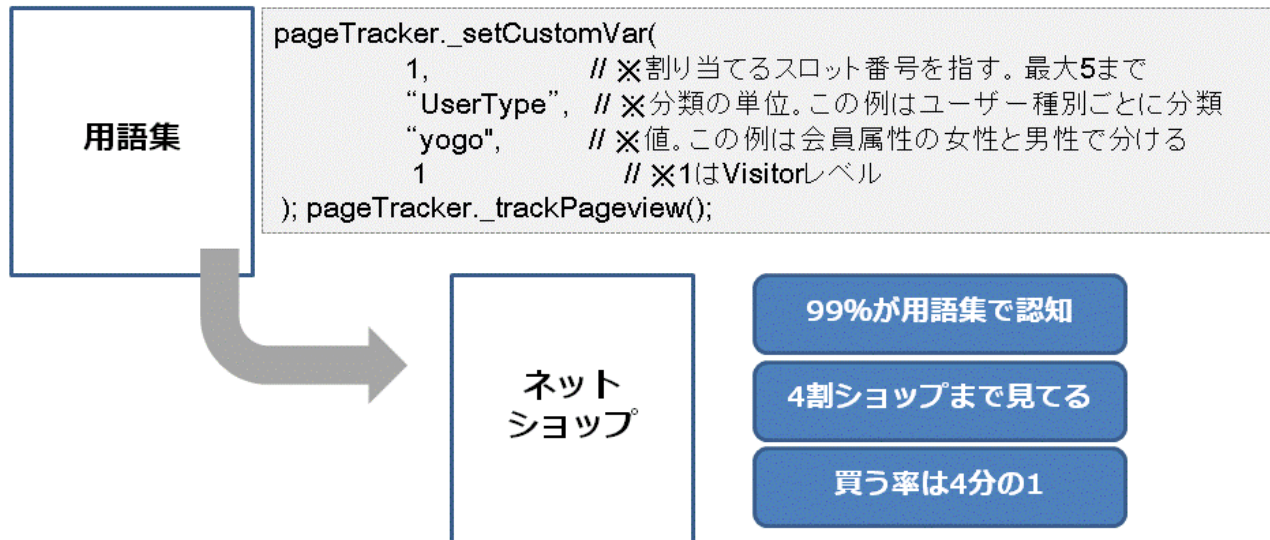 用語集
pageTracker._setCustomVar(
1, // ※割り当てるスロット番号を指す。最大5まで
“UserType”, // ※分類の単位。この例はユーザー種別ごとに分類
“yogo", // ※値。この例は会員属性の女性と男性で分ける
1 // ※1はVisitorレベル
); pageTracker._trackPageview();
ネット
ショップ
99%が用語集で認知
4割ショップまで見てる
買う率は4分の1